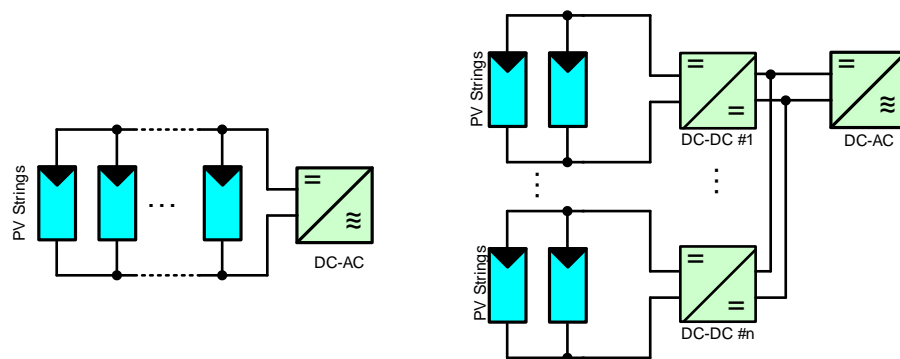 PV Strings
DC-AC
PV Strings
DC-DC #1
DC-AC
PV Strings
DC-DC #n